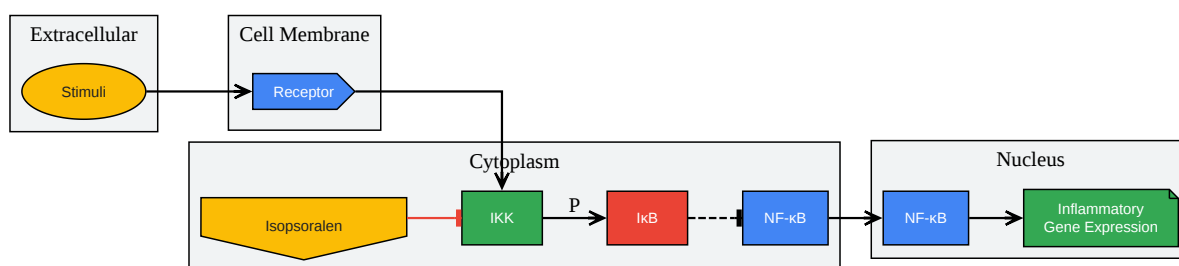 Extracellular
Cell Membrane
Stimuli
Receptor
Cytoplasm
Nucleus
Isopsoralen
IKK
P
IκB
NF-κB
NF-κB
Inflammatory
Gene Expression